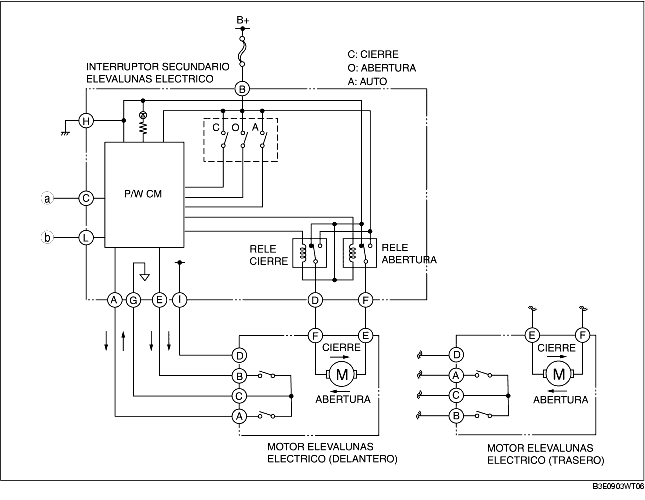 B+
INTERRUPTOR SECUNDARIO
ELEVALUNAS ELECTRICO
C: CIERRE
O: ABERTURA
A: AUTO
B
H
C O A
a C
P/W CM
b L
RELE
CIERRE
RELE
ABERTURA
A G E I D F
F E
E F
D
CIERRE
M
ABERTURA
B
C
A
D
CIERRE
M
ABERTURA
A
C
B
MOTOR ELEVALUNAS
ELECTRICO (DELANTERO)
MOTOR ELEVALUNAS
ELECTRICO (TRASERO)
B3E0903WT06